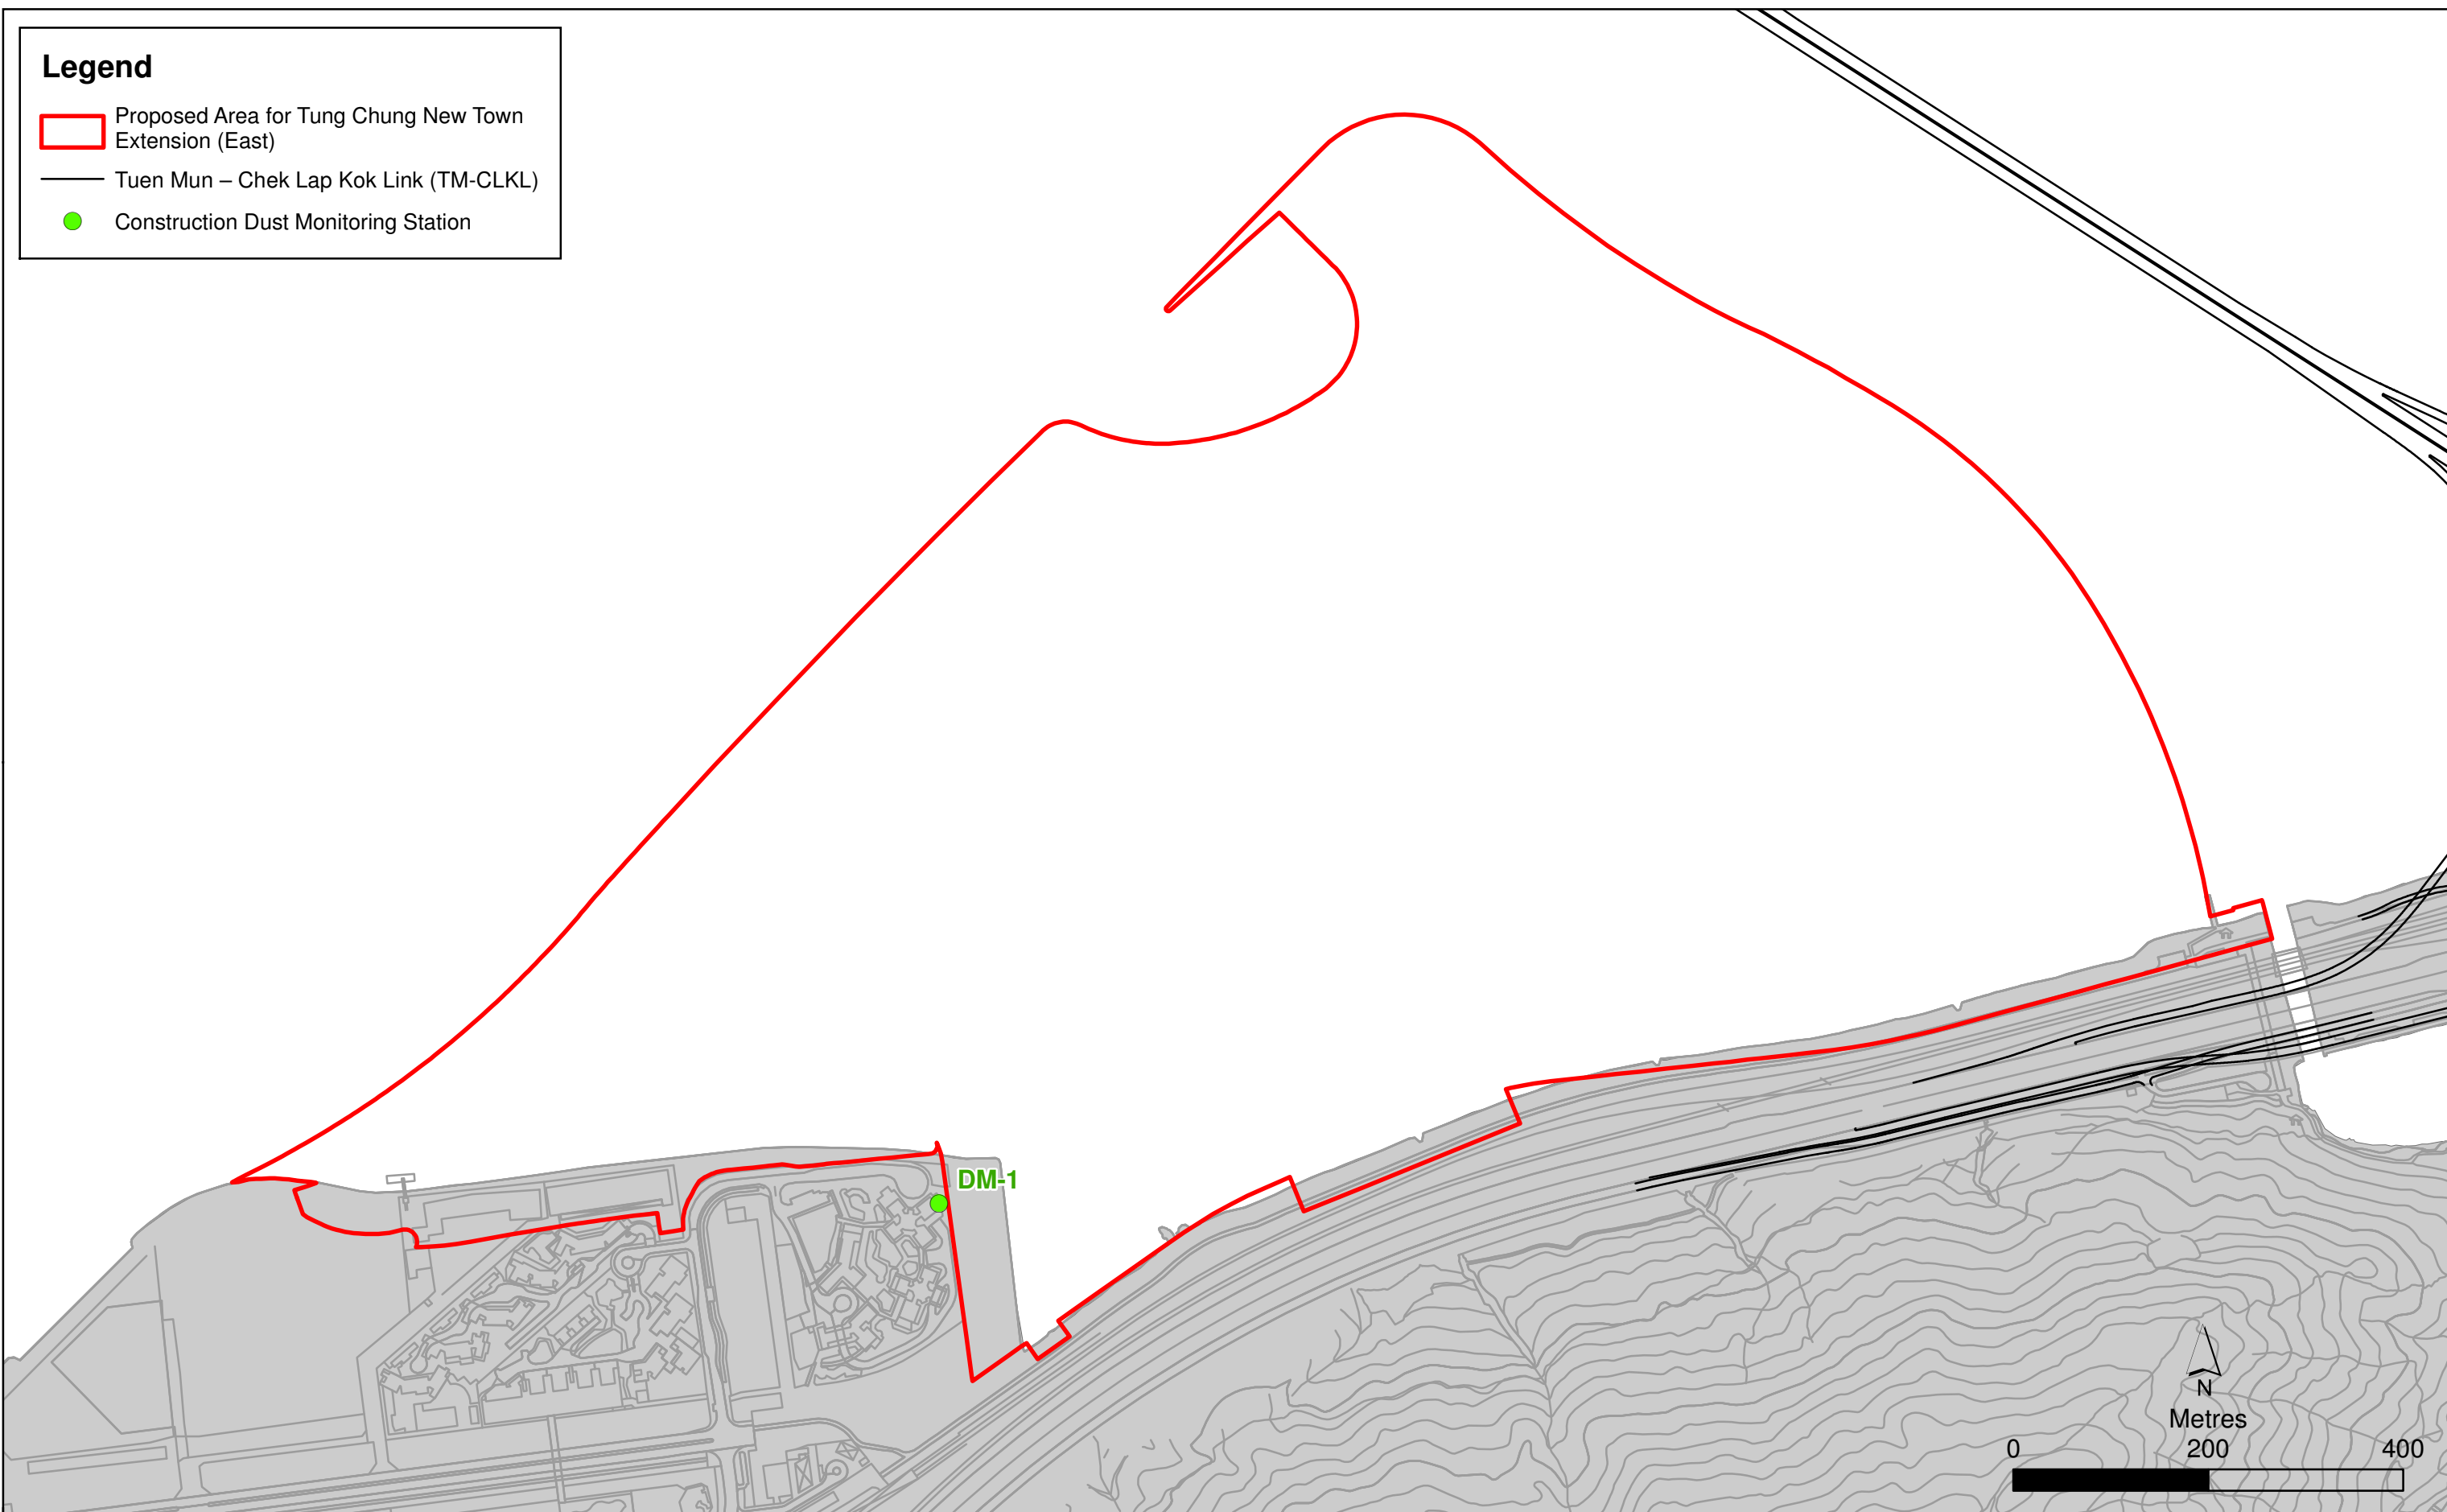 Legend
Proposed Area for Tung Chung New Town
Extension (East)
Tuen Mun – Chek Lap Kok Link (TM-CLKL)
Construction Dust Monitoring Station
DM-1
N
Metres
0 200 400